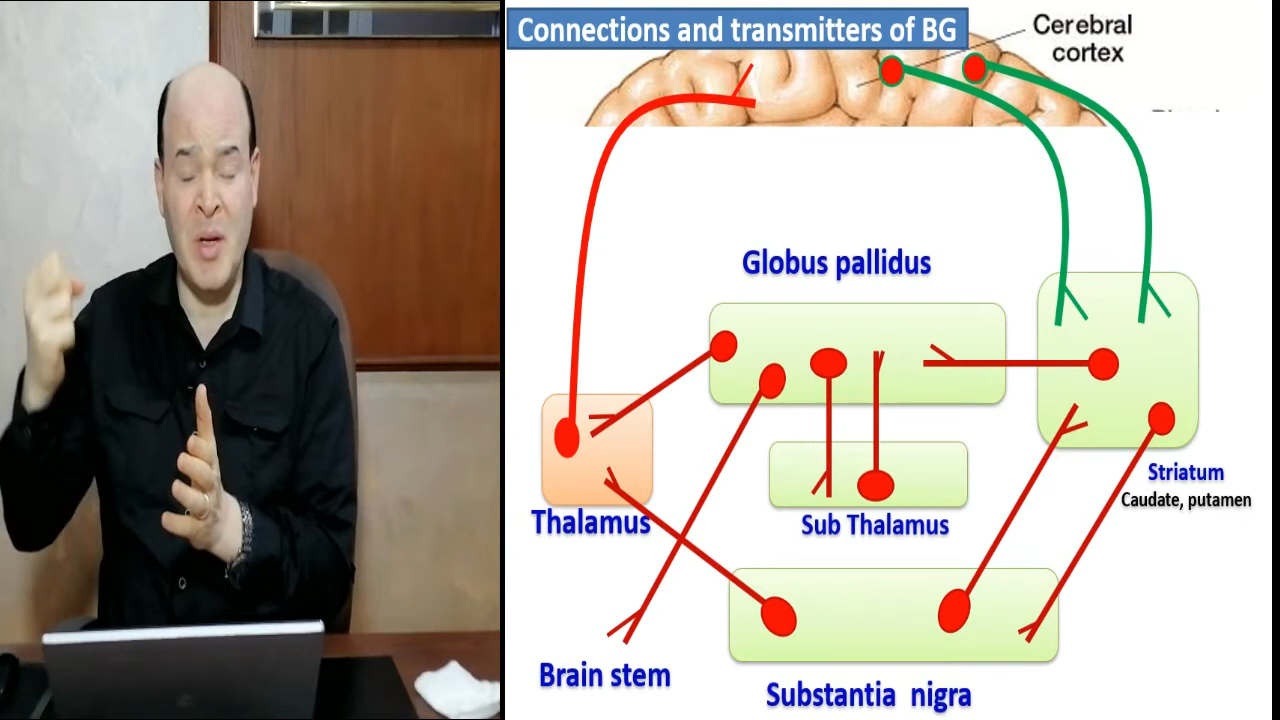 Connections and transmitters of BG
Cerebral
cortex
Globus pallidus
Striatum
Caudate, putamen
Thalamus
Sub Thalamus
Brain stem
Substantia nigra